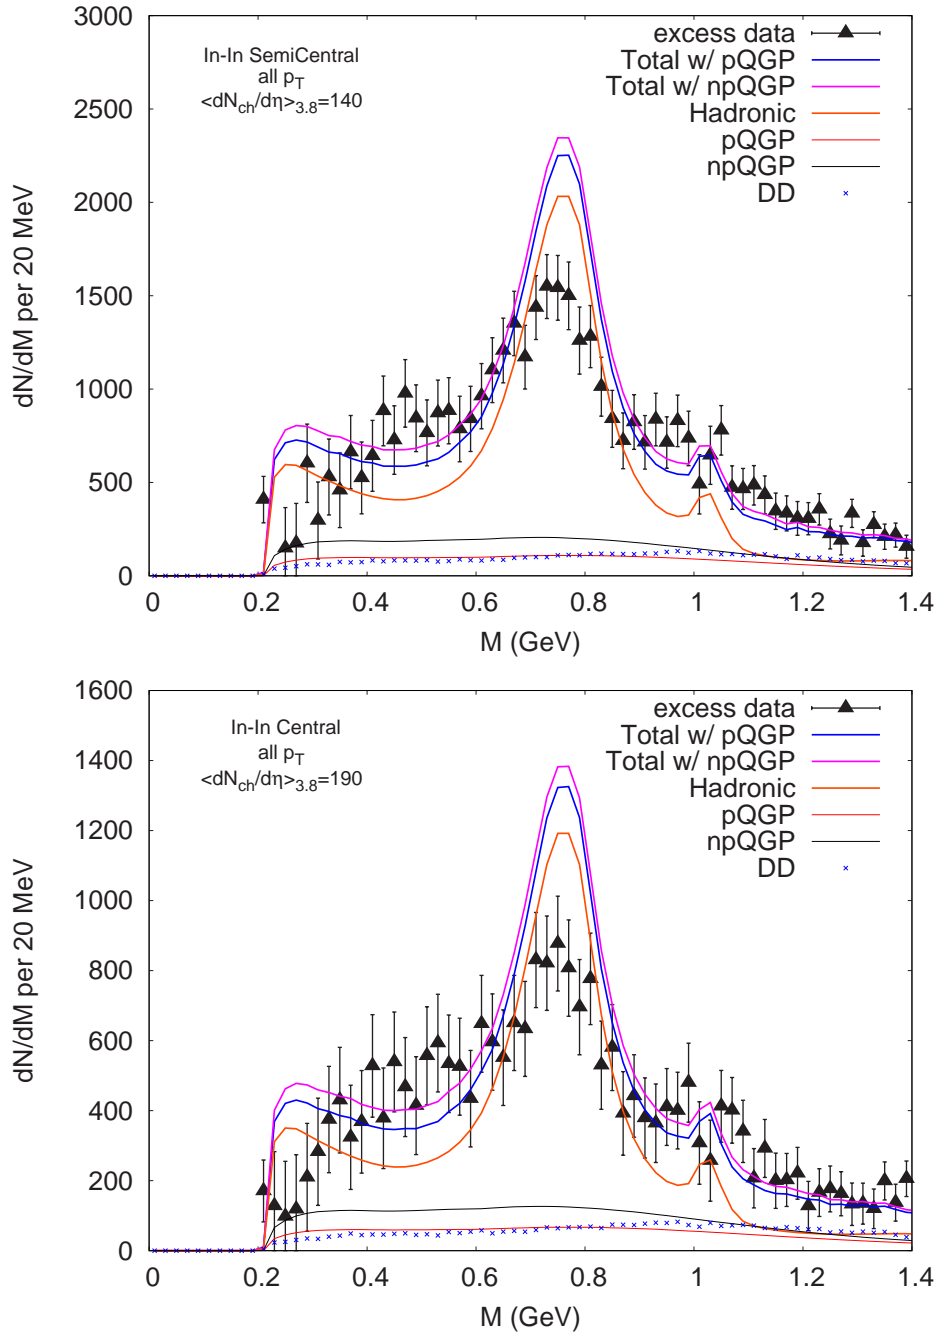 3000
2500
2000
1500
1000
500
0
dN/dM per 20 MeV
In-In SemiCentral
all p_T
<dN_ch/dη>_3.8=140
excess data
Total w/ pQGP
Total w/ npQGP
Hadronic
pQGP
npQGP
DD
0 0.2 0.4 0.6 0.8 1 1.2 1.4
M (GeV)
1600
1400
1200
1000
800
600
400
200
0
dN/dM per 20 MeV
In-In Central
all p_T
<dN_ch/dη>_3.8=190
excess data
Total w/ pQGP
Total w/ npQGP
Hadronic
pQGP
npQGP
DD
0 0.2 0.4 0.6 0.8 1 1.2 1.4
M (GeV)